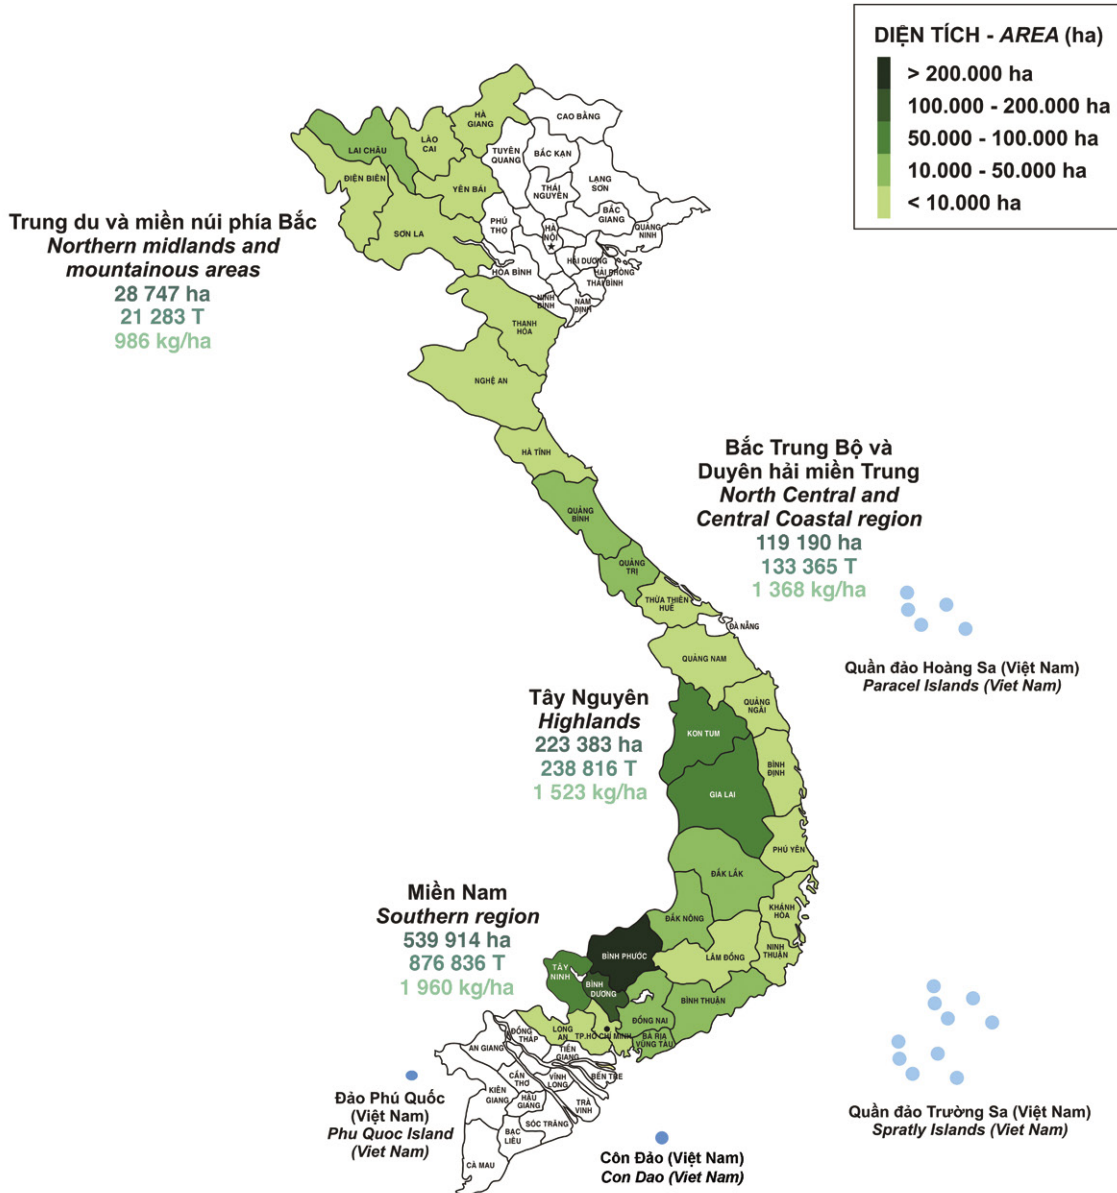 DIỆN TÍCH - AREA (ha)
> 200.000 ha
100.000 - 200.000 ha
50.000 - 100.000 ha
10.000 - 50.000 ha
< 10.000 ha
HÀ
GIANG
CAO BẰNG
LAI CHÂU
LÀO
CAI
TUYÊN
QUANG
BẮC KẠN
ĐIỆN BIÊN
YÊN BÁI
THÁI
NGUYÊN
LẠNG
SƠN
SƠN LA
PHÚ
THỌ
HÀ
NỘI
BẮC
GIANG
QUẢNG
NINH
HÒA BÌNH
HẢI DƯƠNG
HẢI PHÒNG
THÁI BÌNH
NINH
BÌNH
NAM
ĐỊNH
Trung du và miền núi phía Bắc
Northern midlands and
mountainous areas
28 747 ha
21 283 T
986 kg/ha
THANH
HÓA
NGHỆ AN
HÀ TĨNH
QUẢNG
BÌNH
QUẢNG
TRỊ
THỪA THIÊN
HUẾ
ĐÀ NẴNG
Bắc Trung Bộ và
Duyên hải miền Trung
North Central and
Central Coastal region
119 190 ha
133 365 T
1 368 kg/ha
Quần đảo Hoàng Sa (Việt Nam)
Paracel Islands (Viet Nam)
QUẢNG NAM
QUẢNG
NGÃI
KON TUM
BÌNH
ĐỊNH
GIA LAI
PHÚ YÊN
ĐẮK LẮK
KHÁNH
HÒA
ĐẮK NÔNG
NINH
THUẬN
LÂM ĐỒNG
Tây Nguyên
Highlands
223 383 ha
238 816 T
1 523 kg/ha
Miền Nam
Southern region
539 914 ha
876 836 T
1 960 kg/ha
BÌNH PHƯỚC
TÂY
NINH
BÌNH
DƯƠNG
BÌNH THUẬN
ĐỒNG NAI
LONG
AN
TP.HỒ CHÍ MINH
BÀ RỊA
VŨNG TÀU
ĐỒNG
THÁP
AN GIANG
TIỀN
GIANG
CẦN
THƠ
VĨNH
LONG
BẾN TRE
KIÊN
GIANG
HẬU
GIANG
TRÀ
VINH
SÓC TRĂNG
BẠC
LIÊU
CÀ MAU
Đảo Phú Quốc
(Việt Nam)
Phu Quoc Island
(Viet Nam)
Côn Đảo (Việt Nam)
Con Dao (Viet Nam)
Quần đảo Trường Sa (Việt Nam)
Spratly Islands (Viet Nam)